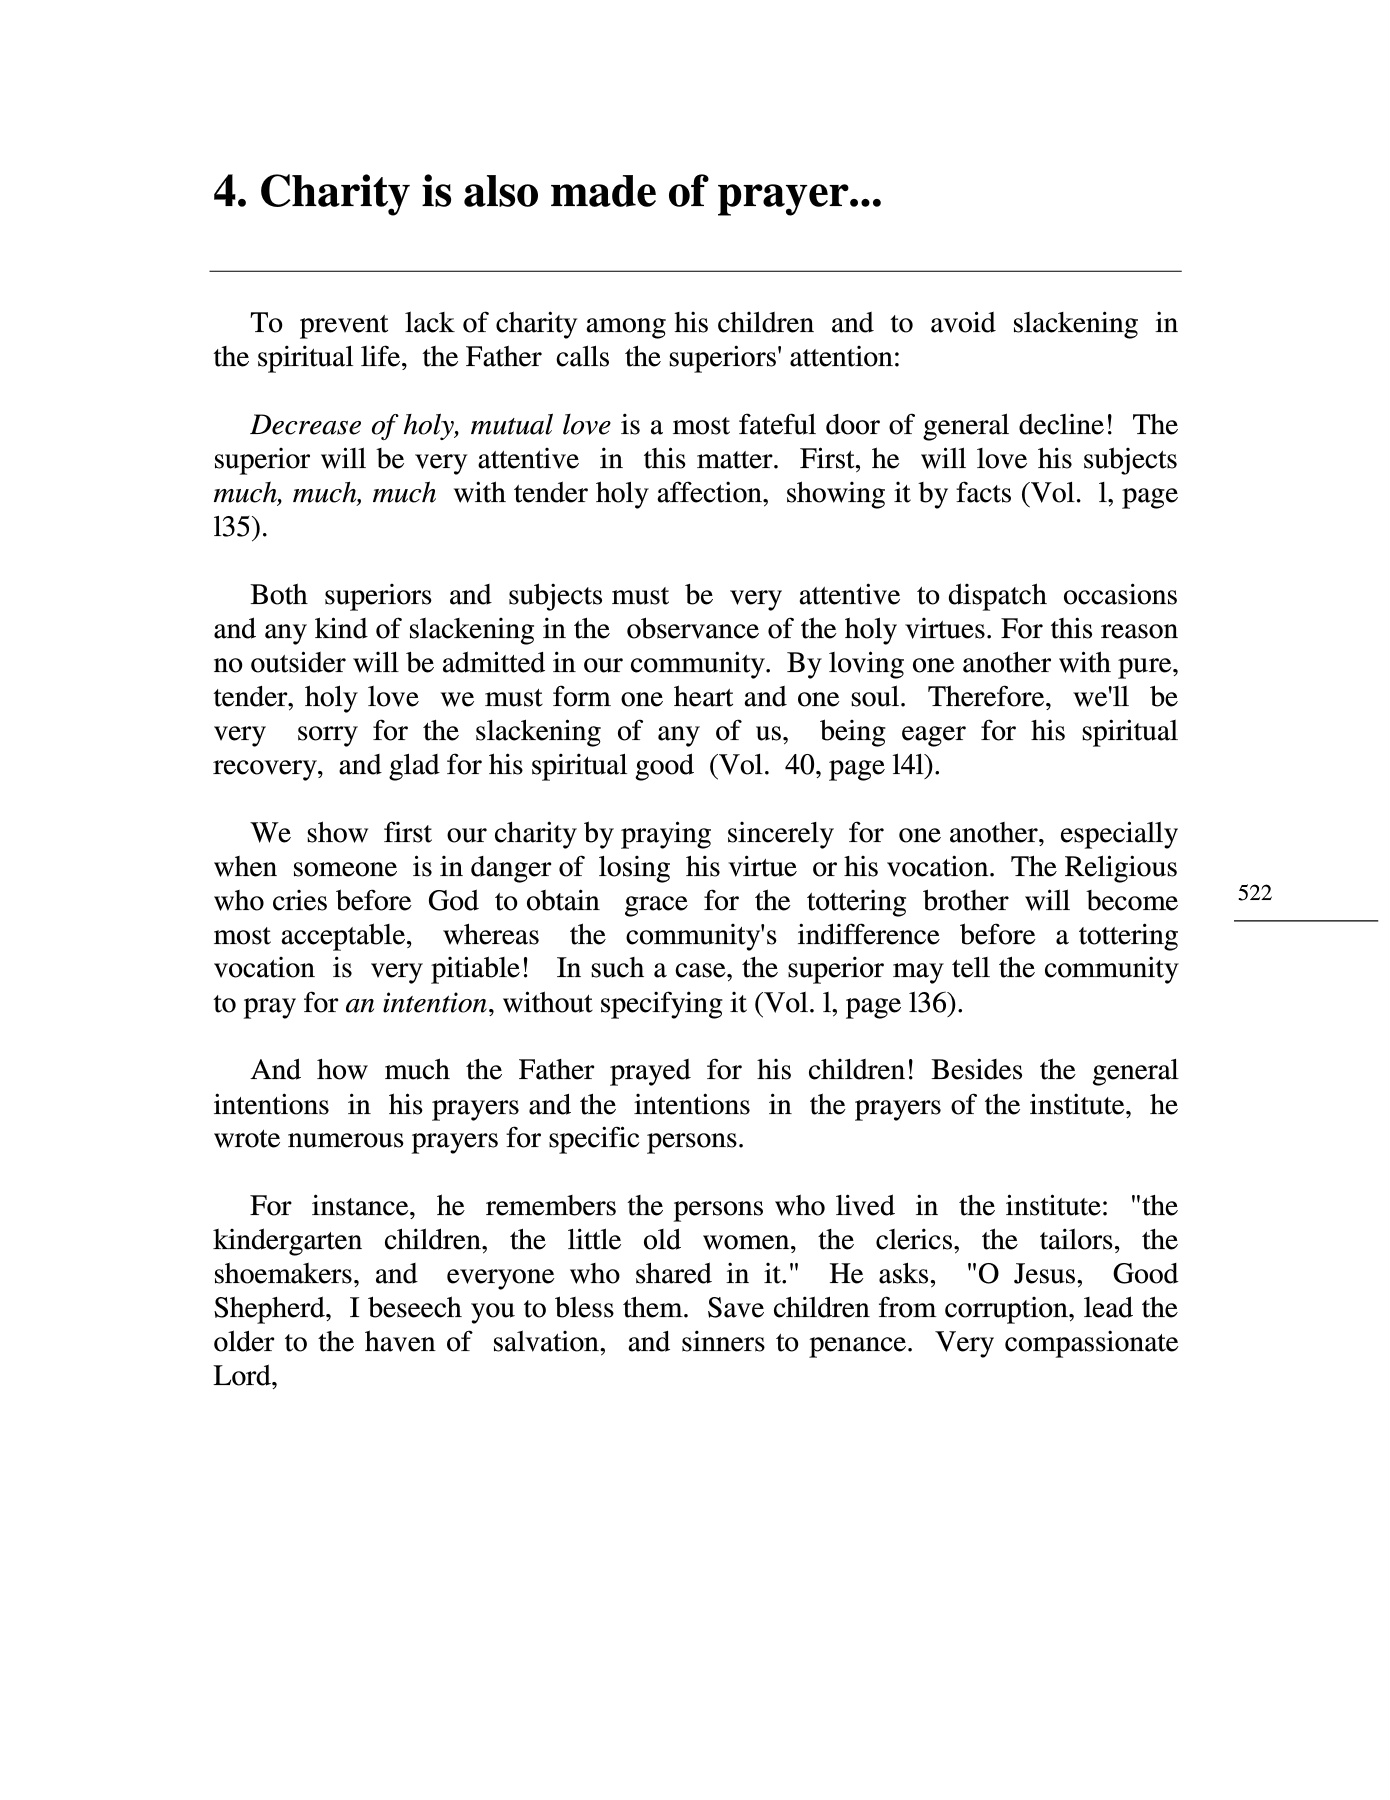 4. Charity is also made of prayer...
To prevent lack of charity among his children and to avoid slackening in
the spiritual life, the Father calls the superiors' attention:
Decrease of holy, mutual love is a most fateful door of general decline! The
superior will be very attentive in this matter. First, he will love his subjects
much, much, much with tender holy affection, showing it by facts (Vol. l, page
l35).
Both superiors and subjects must be very attentive to dispatch occasions
and any kind of slackening in the observance of the holy virtues. For this reason
no outsider will be admitted in our community. By loving one another with pure,
tender, holy love we must form one heart and one soul. Therefore, we'll be
very sorry for the slackening of any of us, being eager for his spiritual
recovery, and glad for his spiritual good (Vol. 40, page l4l).
We show first our charity by praying sincerely for one another, especially
when someone is in danger of losing his virtue or his vocation. The Religious
who cries before God to obtain grace for the tottering brother will become
most acceptable, whereas the community's indifference before a tottering
vocation is very pitiable! In such a case, the superior may tell the community
to pray for an intention, without specifying it (Vol. l, page l36).
And how much the Father prayed for his children! Besides the general
intentions in his prayers and the intentions in the prayers of the institute, he
wrote numerous prayers for specific persons.
For instance, he remembers the persons who lived in the institute: "the
kindergarten children, the little old women, the clerics, the tailors, the
shoemakers, and everyone who shared in it." He asks, "O Jesus, Good
Shepherd, I beseech you to bless them. Save children from corruption, lead the
older to the haven of salvation, and sinners to penance. Very compassionate
Lord,
522